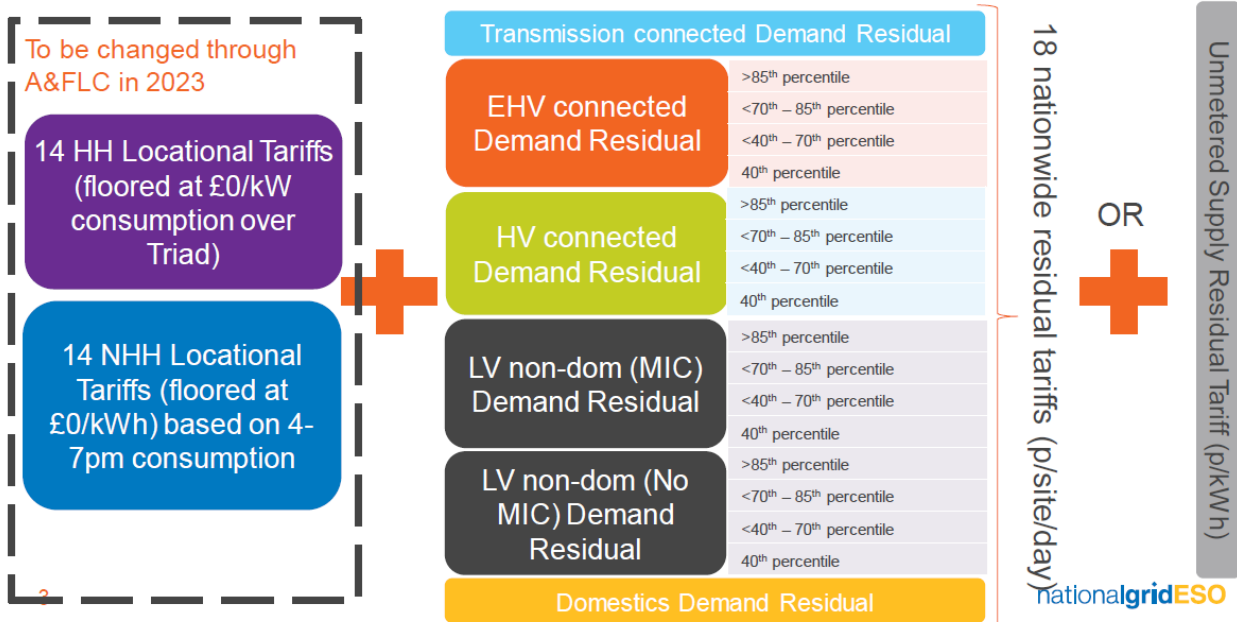 To be changed through
A&FLC in 2023
14 HH Locational Tariffs
(floored at £0/kW
consumption over
Triad)
14 NHH Locational
Tariffs (floored at
£0/kWh) based on 4-
7pm consumption
3
Transmission connected Demand Residual
EHV connected
Demand Residual
>85th percentile
<70th – 85th percentile
<40th – 70th percentile
40th percentile
HV connected
Demand Residual
>85th percentile
<70th – 85th percentile
<40th – 70th percentile
40th percentile
LV non-dom (MIC)
Demand Residual
>85th percentile
<70th – 85th percentile
<40th – 70th percentile
40th percentile
LV non-dom (No
MIC) Demand
Residual
>85th percentile
<70th – 85th percentile
<40th – 70th percentile
40th percentile
Domestics Demand Residual
18 nationwide residual tariffs (p/site/day)
OR
Unmetered Supply Residual Tariff (p/kWh)
nationalgridESO